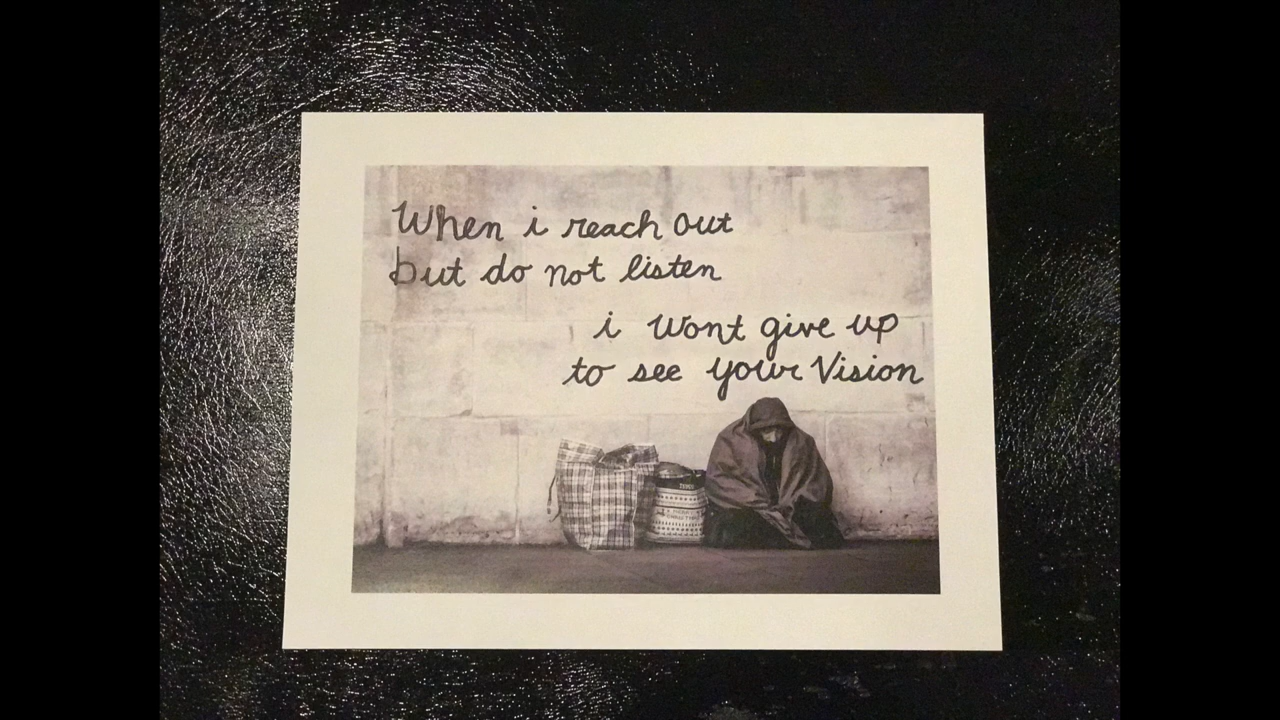 When i reach out
but do not listen
i wont give up
to see your Vision